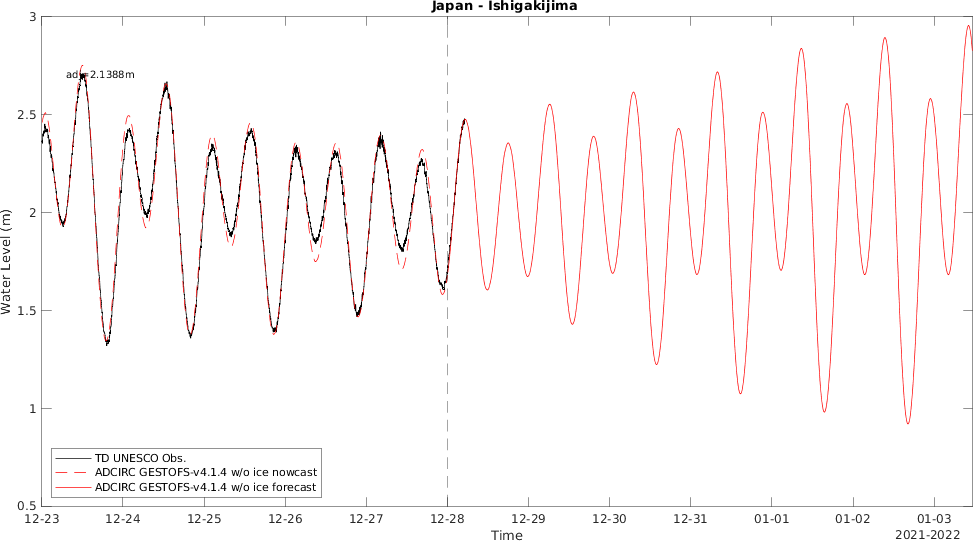 Japan - Ishigakijima
3
2.5
2
1.5
1
0.5
Water Level (m)
adj=2.1388m
TD UNESCO Obs.
ADCIRC GESTOFS-v4.1.4 w/o ice nowcast
ADCIRC GESTOFS-v4.1.4 w/o ice forecast
12-23 12-24 12-25 12-26 12-27 12-28 12-29 12-30 12-31 01-01 01-02 01-03
Time
2021-2022